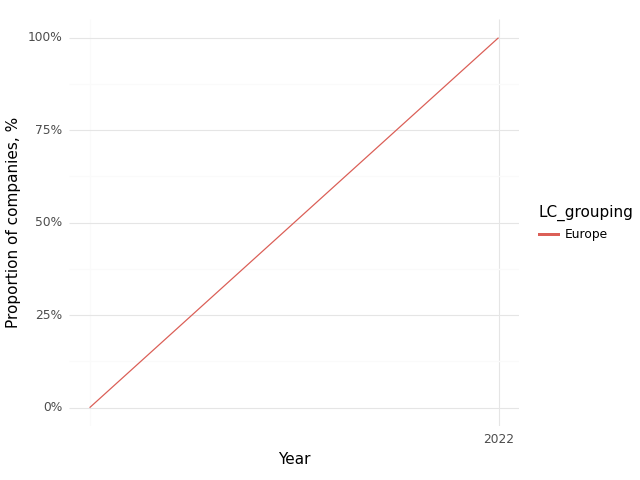 100%
75%
50%
25%
0%
Proportion of companies, %
2022
Year
LC_grouping
Europe